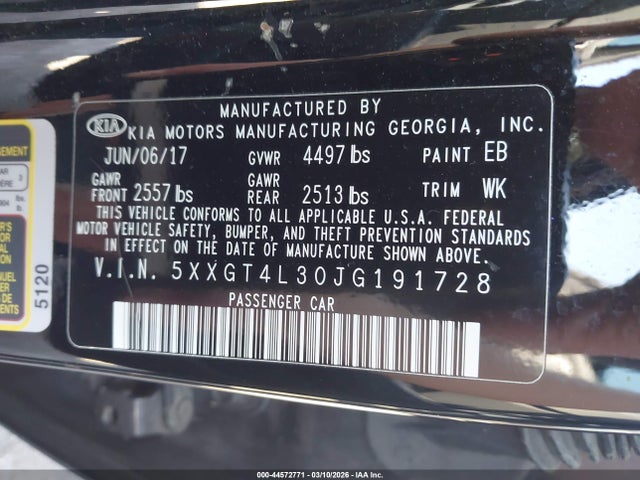 MANUFACTURED BY
KIA KIA MOTORS MANUFACTURING GEORGIA, INC.
JUN/06/17 GVWR 4497 lbs PAINT EB
GAWR FRONT 2557 lbs GAWR REAR 2513 lbs TRIM WK
THIS VEHICLE CONFORMS TO ALL APPLICABLE U.S.A. FEDERAL
MOTOR VEHICLE SAFETY, BUMPER, AND THEFT PREVENTION STANDARDS
IN EFFECT ON THE DATE OF MANUFACTURE SHOWN ABOVE.
V.I.N. 5XXGT4L30JG191728
PASSENGER CAR
5120
000-44572771 - 03/10/2026 - IAA Inc.